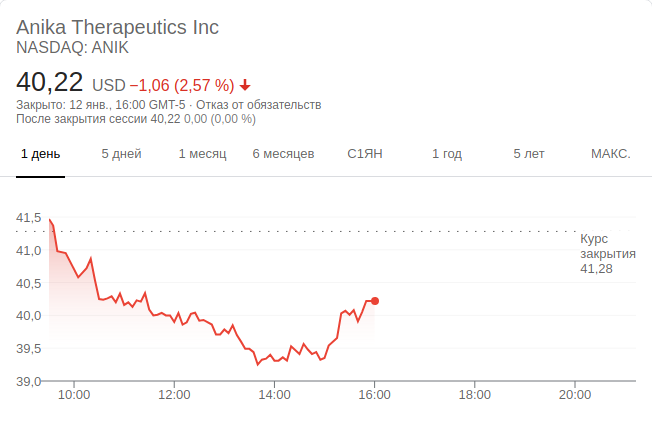 Anika Therapeutics Inc
NASDAQ: ANIK
40,22 USD −1,06 (2,57 %)
Закрыто: 12 янв., 16:00 GMT-5 · Отказ от обязательств
После закрытия сессии 40,22 0,00 (0,00 %)
1 день 5 дней 1 месяц 6 месяцев С1ЯН 1 год 5 лет МАКС.
41,5
41,0
40,5
40,0
39,5
39,0
Курс
закрытия
41,28
10:00 12:00 14:00 16:00 18:00 20:00